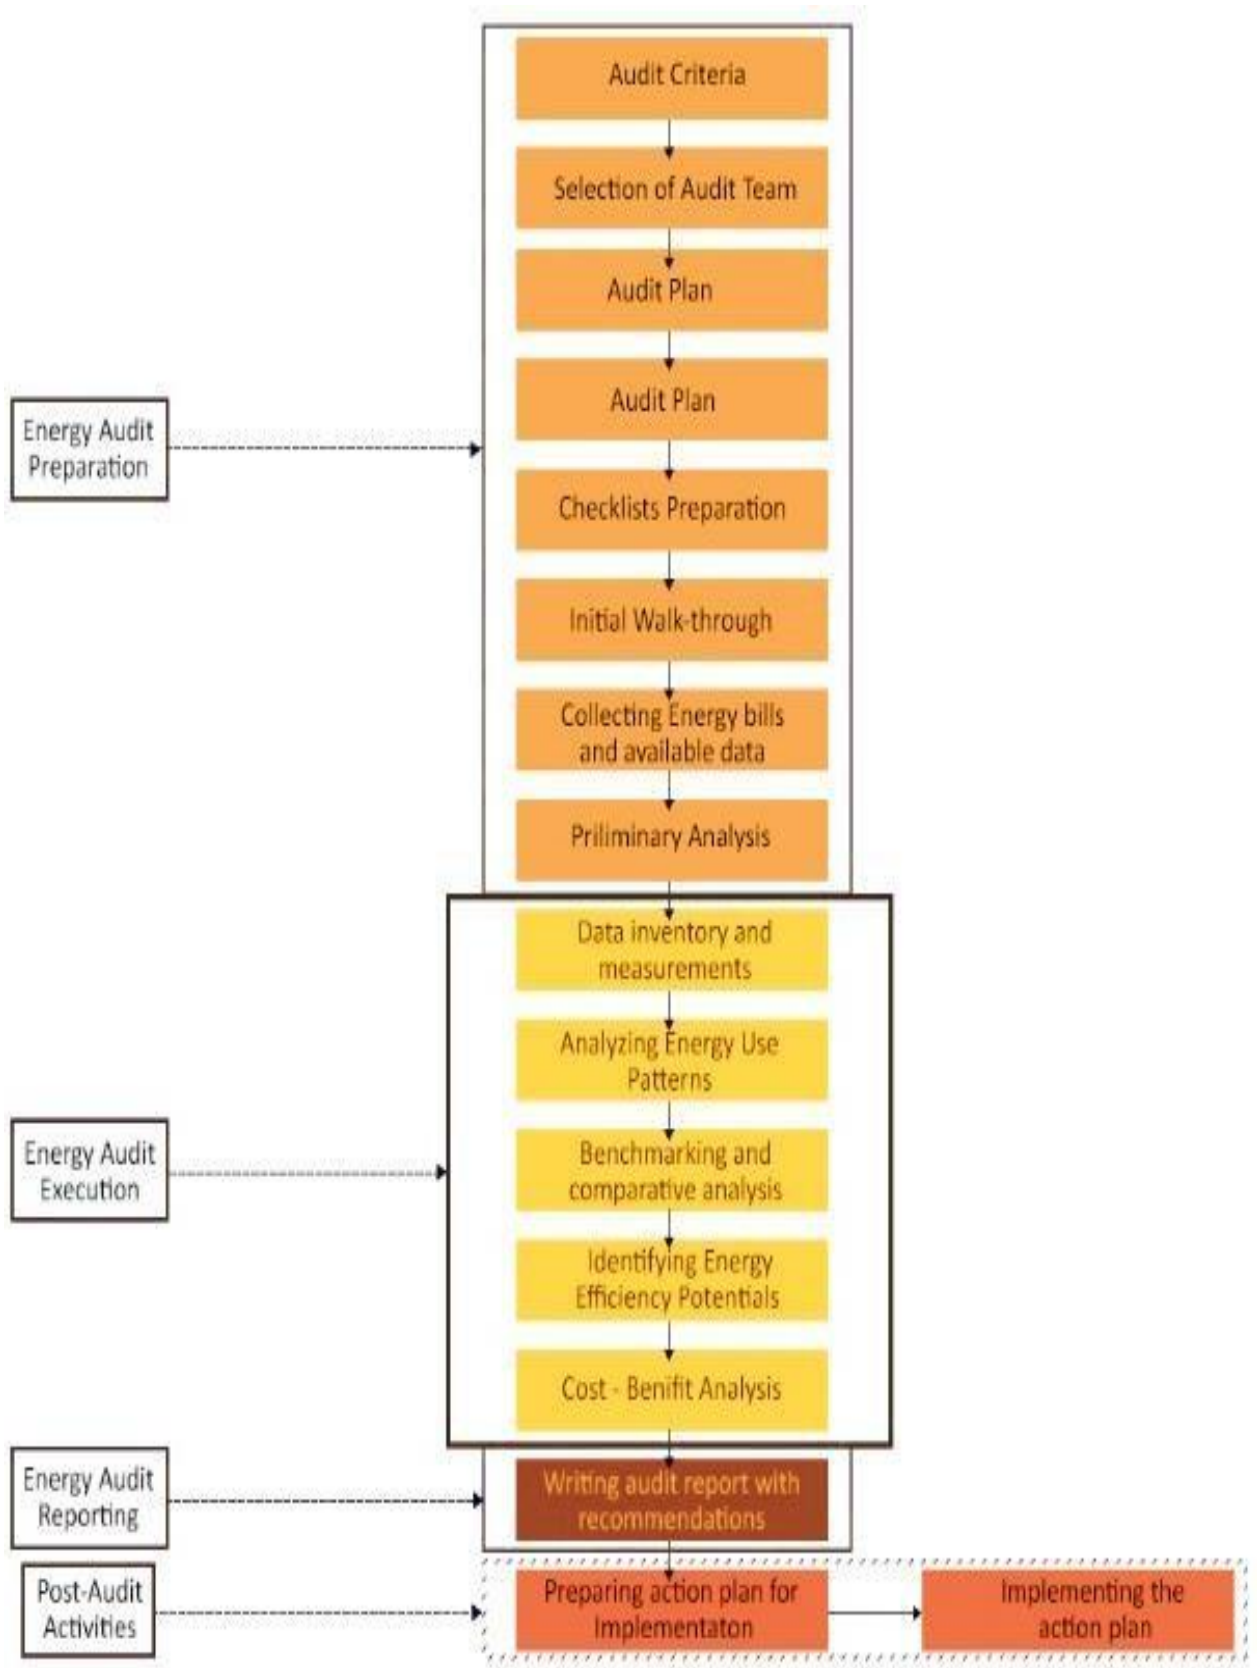 Audit Criteria
Selection of Audit Team
Audit Plan
Audit Plan
Energy Audit
Preparation
Checklists Preparation
Initial Walk-through
Collecting Energy bills
and available data
Priliminary Analysis
Data inventory and
measurements
Analyzing Energy Use
Patterns
Energy Audit
Execution
Benchmarking and
comparative analysis
Identifying Energy
Efficiency Potentials
Cost - Benifit Analysis
Energy Audit
Reporting
Writing audit report with
recommendations
Post-Audit
Activities
Preparing action plan for
Implementaton
Implementing the
action plan